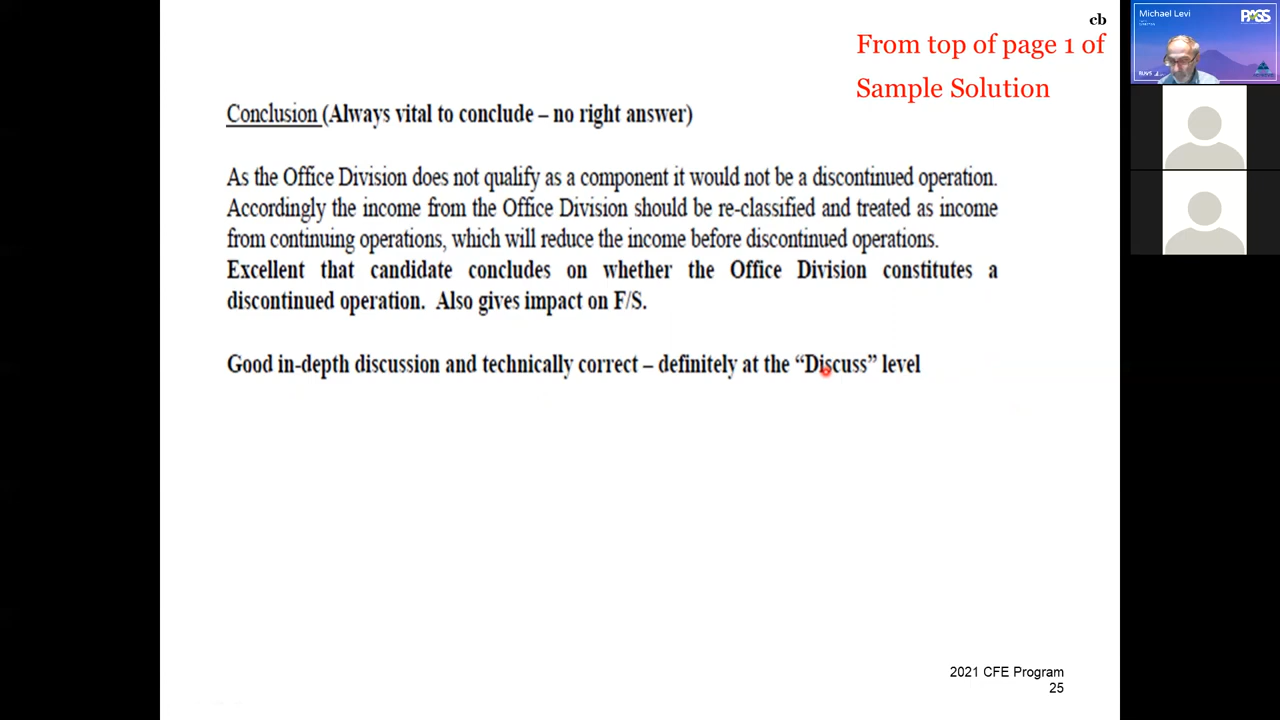 cb
From top of page 1 of
Sample Solution
Conclusion (Always vital to conclude – no right answer)
As the Office Division does not qualify as a component it would not be a discontinued operation.
Accordingly the income from the Office Division should be re-classified and treated as income
from continuing operations, which will reduce the income before discontinued operations.
Excellent that candidate concludes on whether the Office Division constitutes a
discontinued operation. Also gives impact on F/S.
Good in-depth discussion and technically correct – definitely at the “Discuss” level
2021 CFE Program
25
Michael Levi
PASS